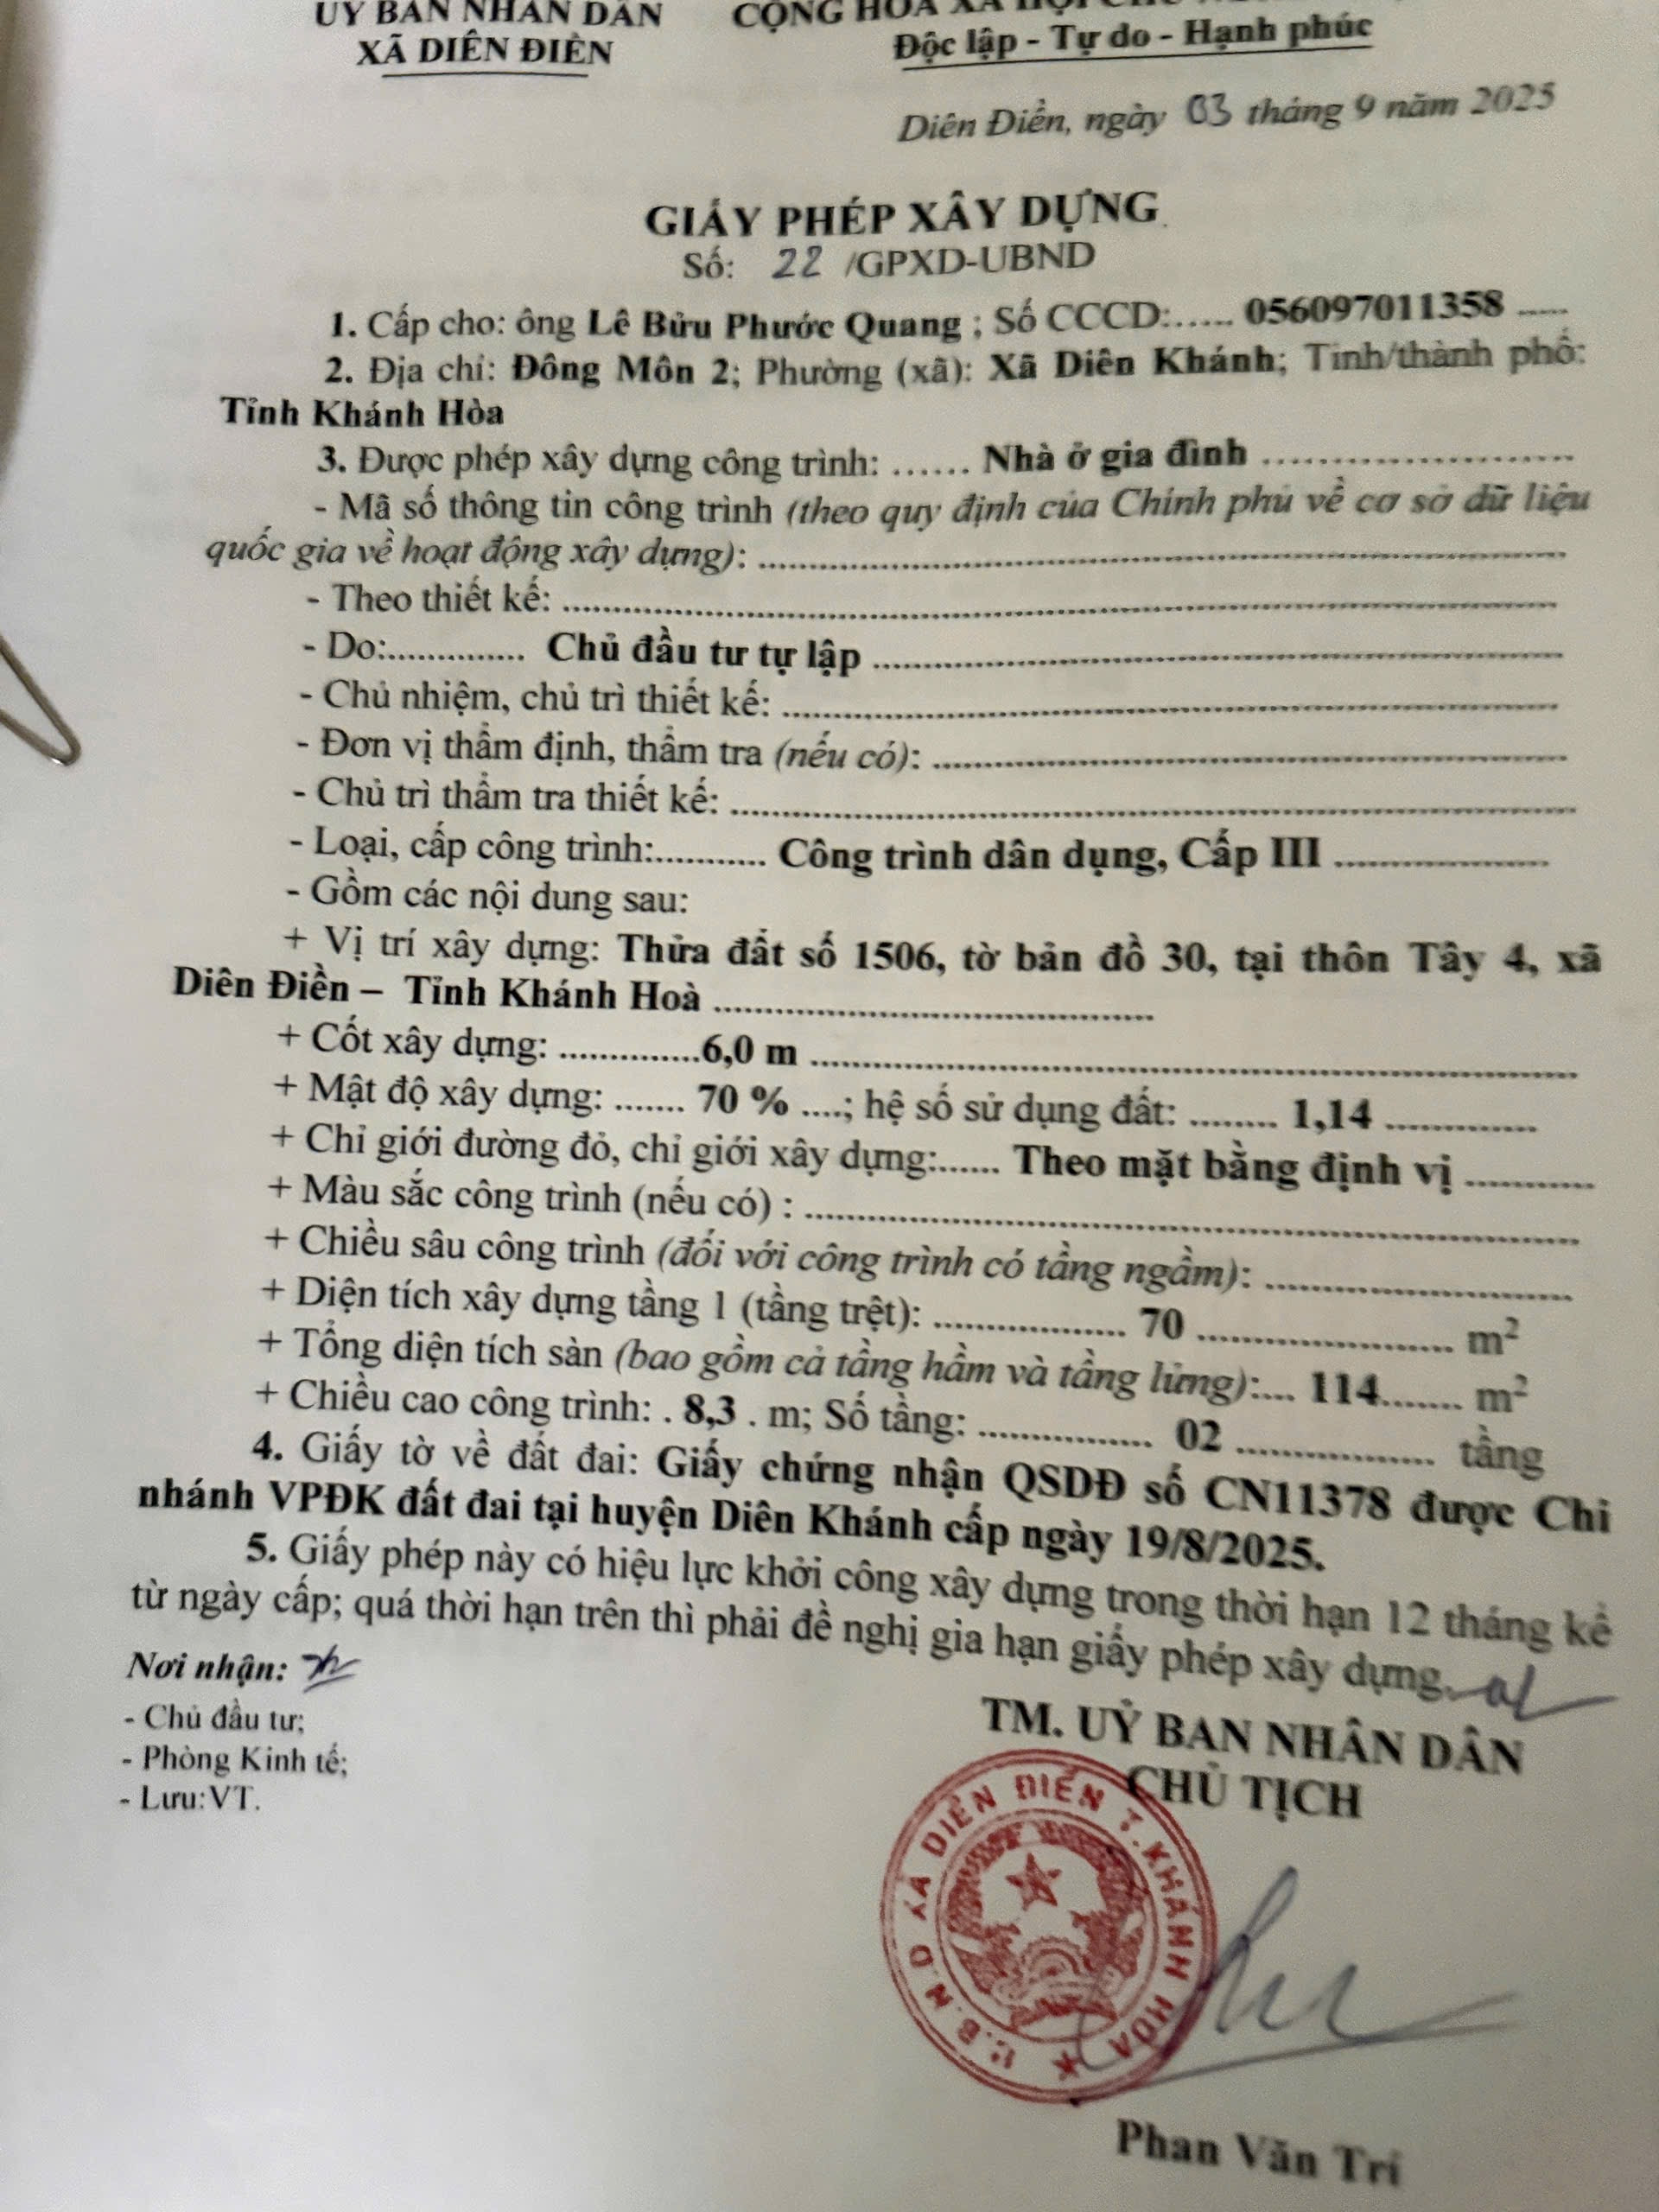 UỶ BAN NHÂN DÂN
XÃ DIÊN ĐIỀN
CỘNG HOÀ XÃ HỘI
Độc lập - Tự do - Hạnh phúc
Diên Điền, ngày 03 tháng 9 năm 2025
GIẤY PHÉP XÂY DỰNG
Số: 22 /GPXD-UBND
1. Cấp cho: ông Lê Bửu Phước Quang ; Số CCCD:...... 056097011358 .....
2. Địa chỉ: Đông Môn 2; Phường (xã): Xã Diên Khánh; Tỉnh/thành phố:
Tỉnh Khánh Hòa
3. Được phép xây dựng công trình: ....... Nhà ở gia đình ............................
- Mã số thông tin công trình (theo quy định của Chính phủ về cơ sở dữ liệu
quốc gia về hoạt động xây dựng): ............................................................
- Theo thiết kế: ............................................................
- Do:.............. Chủ đầu tư tự lập ............................................................
- Chủ nhiệm, chủ trì thiết kế: ............................................................
- Đơn vị thẩm định, thẩm tra (nếu có): ............................................................
- Chủ trì thẩm tra thiết kế: ............................................................
- Loại, cấp công trình:........... Công trình dân dụng, Cấp III .....................
- Gồm các nội dung sau:
+ Vị trí xây dựng: Thửa đất số 1506, tờ bản đồ 30, tại thôn Tây 4, xã
Diên Điền – Tỉnh Khánh Hoà ............................................
+ Cốt xây dựng: ..............6,0 m ............................................................
+ Mật độ xây dựng: ....... 70 % ....; hệ số sử dụng đất: ......... 1,14 ...............
+ Chỉ giới đường đỏ, chỉ giới xây dựng:...... Theo mặt bằng định vị .............
+ Màu sắc công trình (nếu có) : ............................................................
+ Chiều sâu công trình (đối với công trình có tầng ngầm): ...............................
+ Diện tích xây dựng tầng 1 (tầng trệt): ................... 70 .......................... m²
+ Tổng diện tích sàn (bao gồm cả tầng hầm và tầng lửng):.... 114........ m²
+ Chiều cao công trình: . 8,3 . m; Số tầng: ................. 02 .................... tầng
4. Giấy tờ về đất đai: Giấy chứng nhận QSDĐ số CN11378 được Chi
nhánh VPĐK đất đai tại huyện Diên Khánh cấp ngày 19/8/2025.
5. Giấy phép này có hiệu lực khởi công xây dựng trong thời hạn 12 tháng kể
từ ngày cấp; quá thời hạn trên thì phải đề nghị gia hạn giấy phép xây dựng.
Nơi nhận:
- Chủ đầu tư;
- Phòng Kinh tế;
- Lưu:VT.
TM. UỶ BAN NHÂN DÂN
CHỦ TỊCH
U.B.N.D XÃ DIÊN ĐIỀN T.KHÁNH HOÀ
Phan Văn Trí